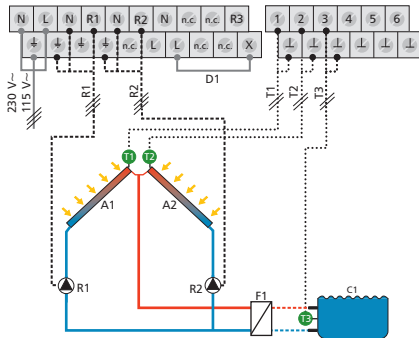 N L N R1 N R2 N n.c. n.c. R3
n.c. L L n.c. n.c. X
1 2 3 4 5 6
D1
230 V~
115 V~
R1
R2
T1
T2
T3
T1 T2
A1 A2
R1 R2
F1 C1
T3